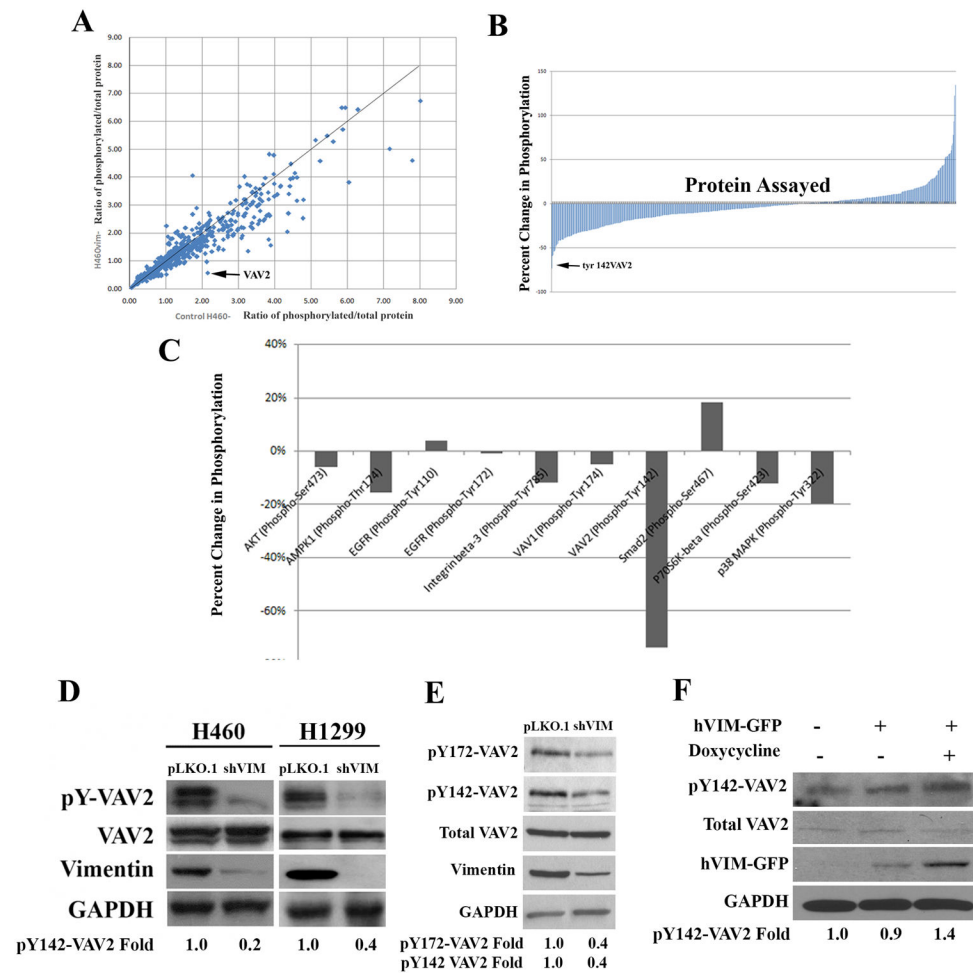 A
9.00
8.00
7.00
6.00
5.00
4.00
3.00
2.00
1.00
0.00
H460vim- Ratio of phosphorylated/total protein
VAV2
0.00 1.00 2.00 3.00 4.00 5.00 6.00 7.00 8.00 9.00
Control H460- Ratio of phosphorylated/total protein
B
Percent Change in Phosphorylation
150
100
50
0
-50
-100
Protein Assayed
tyr 142VAV2
C
Percent Change in Phosphorylation
40%
20%
0%
-20%
-40%
-60%
AKT (Phospho-Ser473)
AMPK1 (Phospho-Thr174)
EGFR (Phospho-Tyr110)
EGFR (Phospho-Tyr172)
Integrin beta-3 (Phospho-Tyr785)
VAV1 (Phospho-Tyr174)
VAV2 (Phospho-Tyr142)
Smad2 (Phospho-Ser467)
P70S6K-beta (Phospho-Ser423)
p38 MAPK (Phospho-Tyr322)
D
H460 H1299
pLKO.1 shVIM pLKO.1 shVIM
pY-VAV2
VAV2
Vimentin
GAPDH
pY142-VAV2 Fold 1.0 0.2 1.0 0.4
E
pLKO.1 shVIM
pY172-VAV2
pY142-VAV2
Total VAV2
Vimentin
GAPDH
pY172-VAV2 Fold 1.0 0.4
pY142 VAV2 Fold 1.0 0.4
F
hVIM-GFP - + +
Doxycycline - - +
pY142-VAV2
Total VAV2
hVIM-GFP
GAPDH
pY142-VAV2 Fold 1.0 0.9 1.4